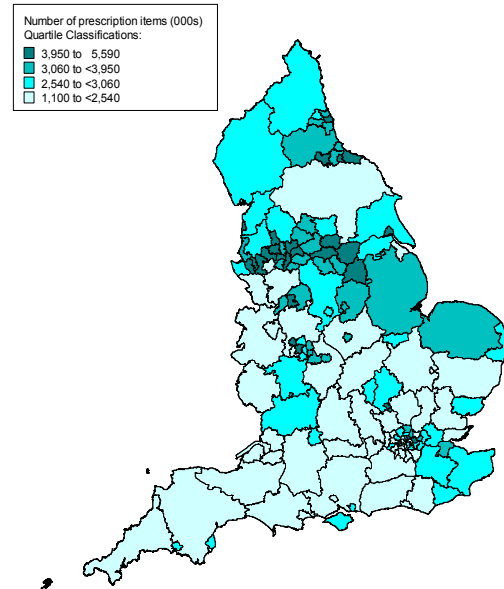 Number of prescription items (000s)
Quartile Classifications:
3,950 to 5,590
3,060 to <3,950
2,540 to <3,060
1,100 to <2,540